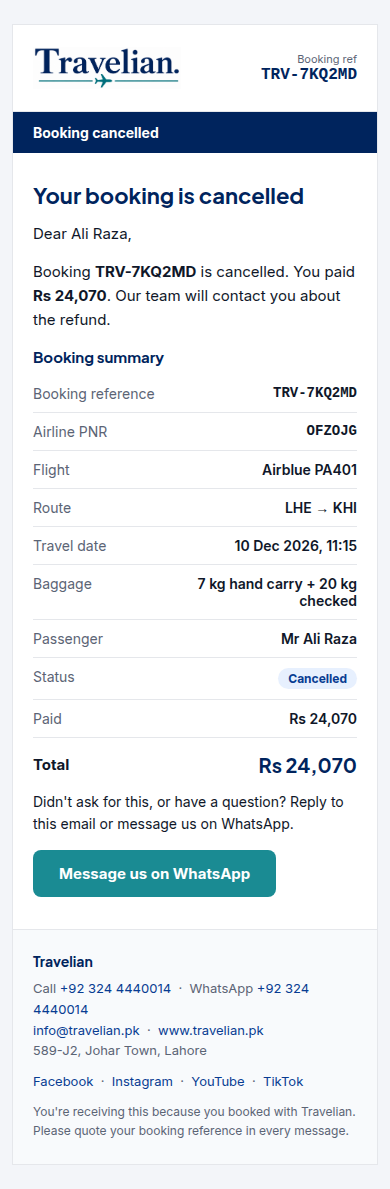 Travelian.
Booking ref
TRV-7KQ2MD
Booking cancelled
Your booking is cancelled
Dear Ali Raza,
Booking TRV-7KQ2MD is cancelled. You paid
Rs 24,070. Our team will contact you about
the refund.
Booking summary
Booking reference TRV-7KQ2MD
Airline PNR OFZOJG
Flight Airblue PA401
Route LHE → KHI
Travel date 10 Dec 2026, 11:15
Baggage 7 kg hand carry + 20 kg
checked
Passenger Mr Ali Raza
Status Cancelled
Paid Rs 24,070
Total Rs 24,070
Didn't ask for this, or have a question? Reply to
this email or message us on WhatsApp.
Message us on WhatsApp
Travelian
Call +92 324 4440014 · WhatsApp +92 324
4440014
info@travelian.pk · www.travelian.pk
589-J2, Johar Town, Lahore
Facebook · Instagram · YouTube · TikTok
You're receiving this because you booked with Travelian.
Please quote your booking reference in every message.